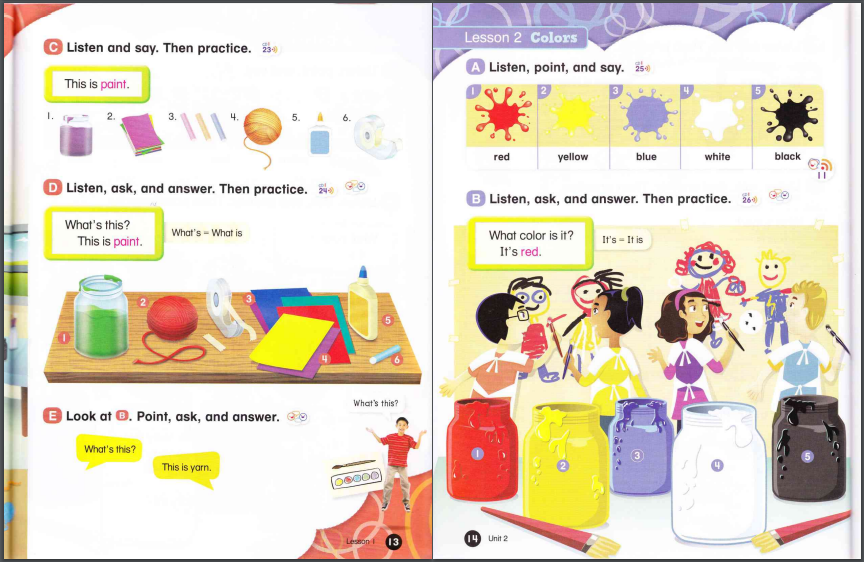 C Listen and say. Then practice. CD1 23
This is paint.
1. 2. 3. 4. 5. 6.
D Listen, ask, and answer. Then practice. CD1 24
What's this?
This is paint.
What's = What is
1 2 3 4 5 6
E Look at B. Point, ask, and answer.
What's this?
What's this?
This is yarn.
Lesson 1 13
Lesson 2 Colors
A Listen, point, and say. CD1 25
1 2 3 4 5
red yellow blue white black
11
B Listen, ask, and answer. Then practice. CD1 26
What color is it?
It's red.
It's = It is
1 2 3 4 5
14 Unit 2